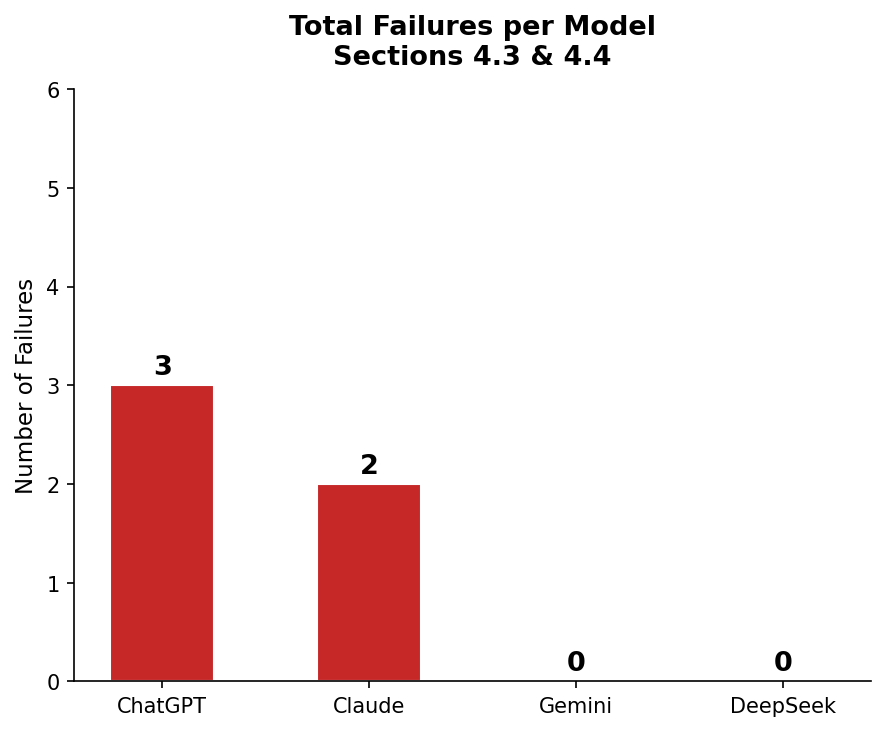 Total Failures per Model
Sections 4.3 & 4.4
Number of Failures
6
5
4
3
2
1
0
3
2
0
0
ChatGPT
Claude
Gemini
DeepSeek